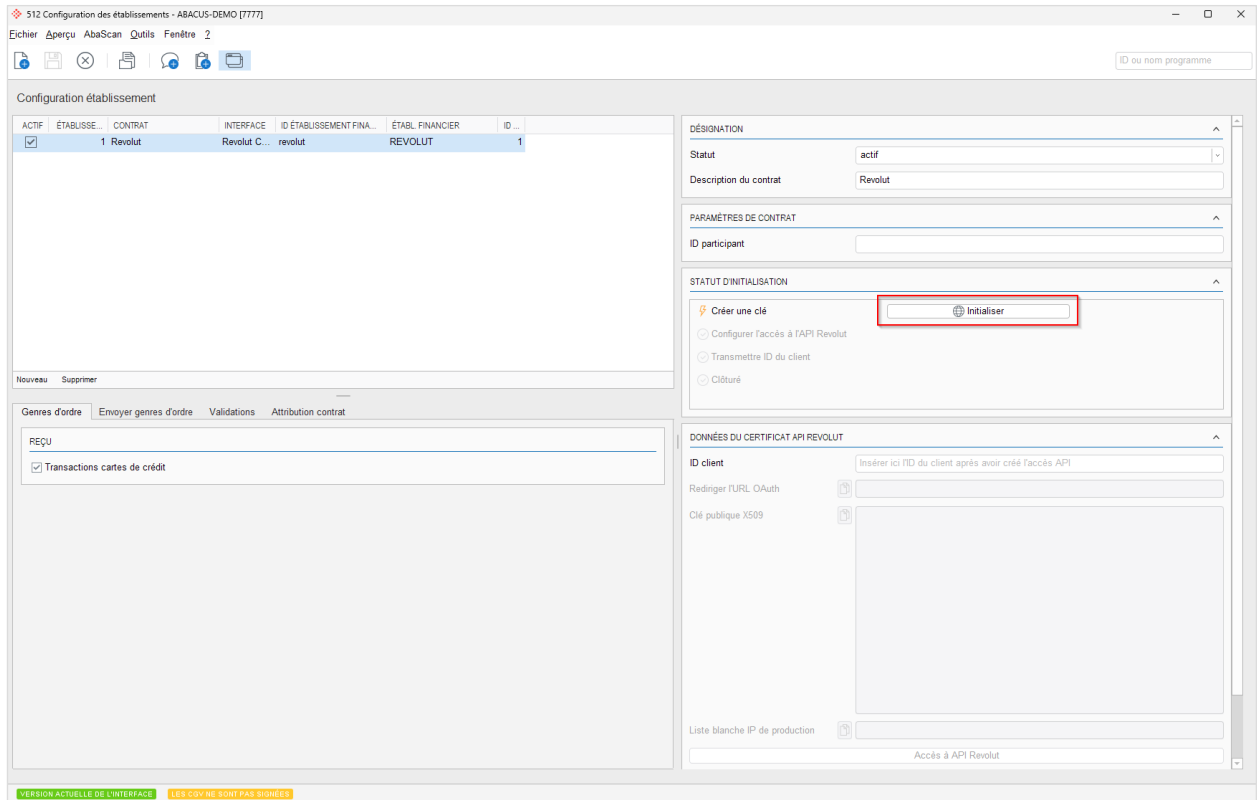 512 Configuration des établissements - ABACUS-DEMO [7777]
Fichier Aperçu AbaScan Outils Fenêtre ?
ID ou nom programme
Configuration établissement
ACTIF ÉTABLISSE... CONTRAT INTERFACE ID ÉTABLISSEMENT FINA... ÉTABL. FINANCIER ID ...
1 Revolut Revolut C... revolut REVOLUT 1
Nouveau Supprimer
Genres d'ordre Envoyer genres d'ordre Validations Attribution contrat
REÇU
Transactions cartes de crédit
DÉSIGNATION
Statut actif
Description du contrat Revolut
PARAMÈTRES DE CONTRAT
ID participant
STATUT D'INITIALISATION
Créer une clé Initialiser
Configurer l'accès à l'API Revolut
Transmettre ID du client
Clôturé
DONNÉES DU CERTIFICAT API REVOLUT
ID client Insérer ici l'ID du client après avoir créé l'accès API
Rediriger l'URL OAuth
Clé publique X509
Liste blanche IP de production
Accès à API Revolut
VERSION ACTUELLE DE L'INTERFACE LES CGV NE SONT PAS SIGNÉES